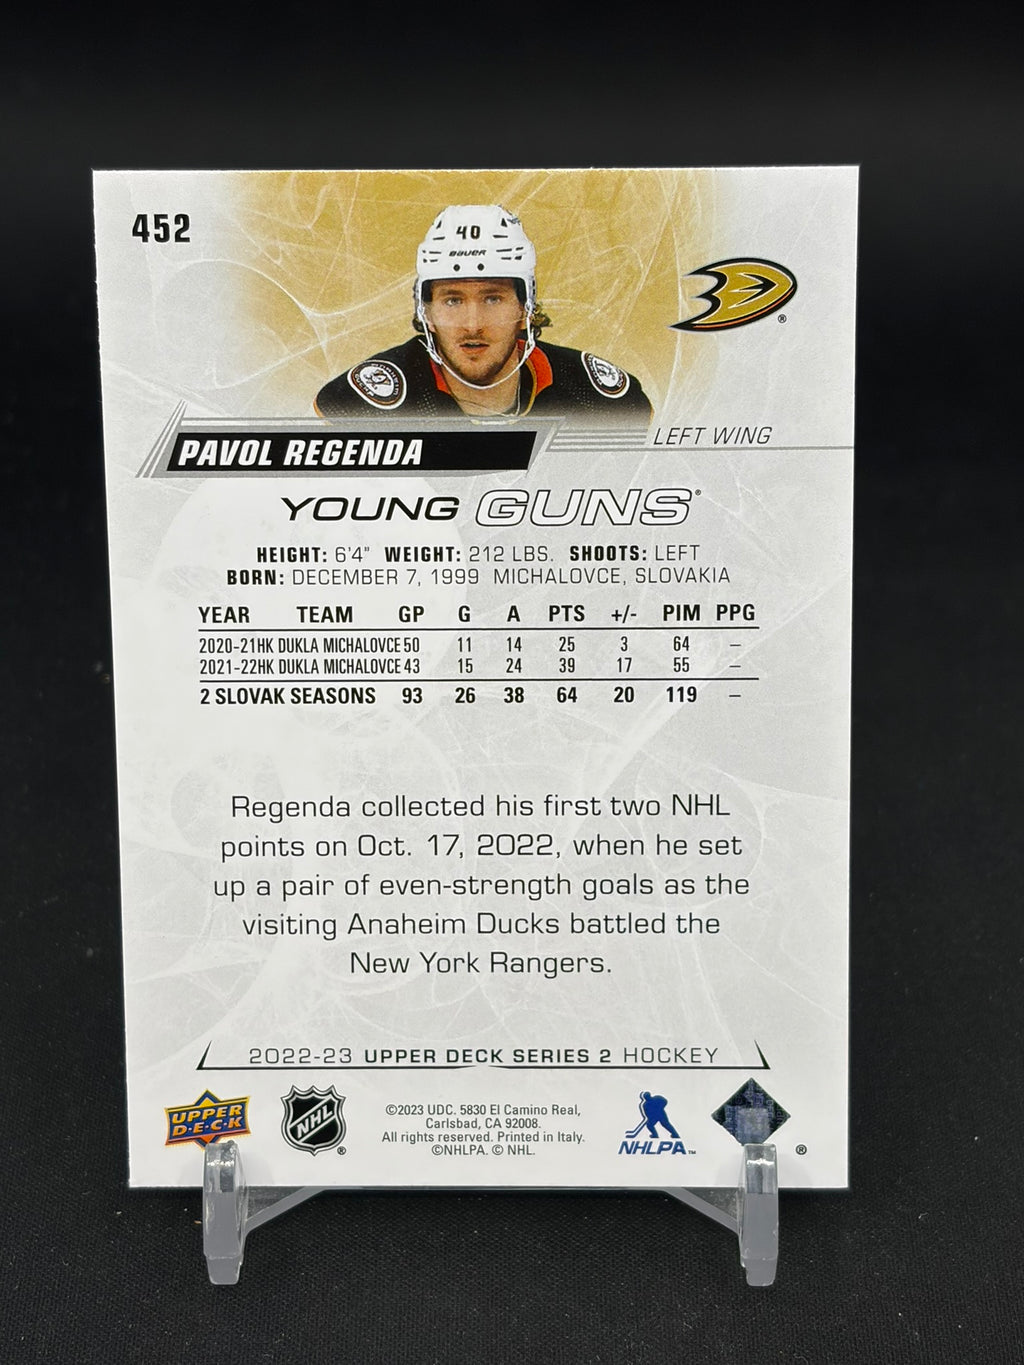 452
40
BAUER
®
PAVOL REGENDA
LEFT WING
YOUNG GUNS®
HEIGHT: 6'4" WEIGHT: 212 LBS. SHOOTS: LEFT
BORN: DECEMBER 7, 1999 MICHALOVCE, SLOVAKIA
YEAR TEAM GP G A PTS +/- PIM PPG
2020-21 HK DUKLA MICHALOVCE 50 11 14 25 3 64 –
2021-22 HK DUKLA MICHALOVCE 43 15 24 39 17 55 –
2 SLOVAK SEASONS 93 26 38 64 20 119 –
Regenda collected his first two NHL
points on Oct. 17, 2022, when he set
up a pair of even-strength goals as the
visiting Anaheim Ducks battled the
New York Rangers.
2022-23 UPPER DECK SERIES 2 HOCKEY
UPPER
D·E·C·K
NHL ®
©2023 UDC. 5830 El Camino Real,
Carlsbad, CA 92008.
All rights reserved. Printed in Italy.
©NHLPA. © NHL.
NHLPA™
®